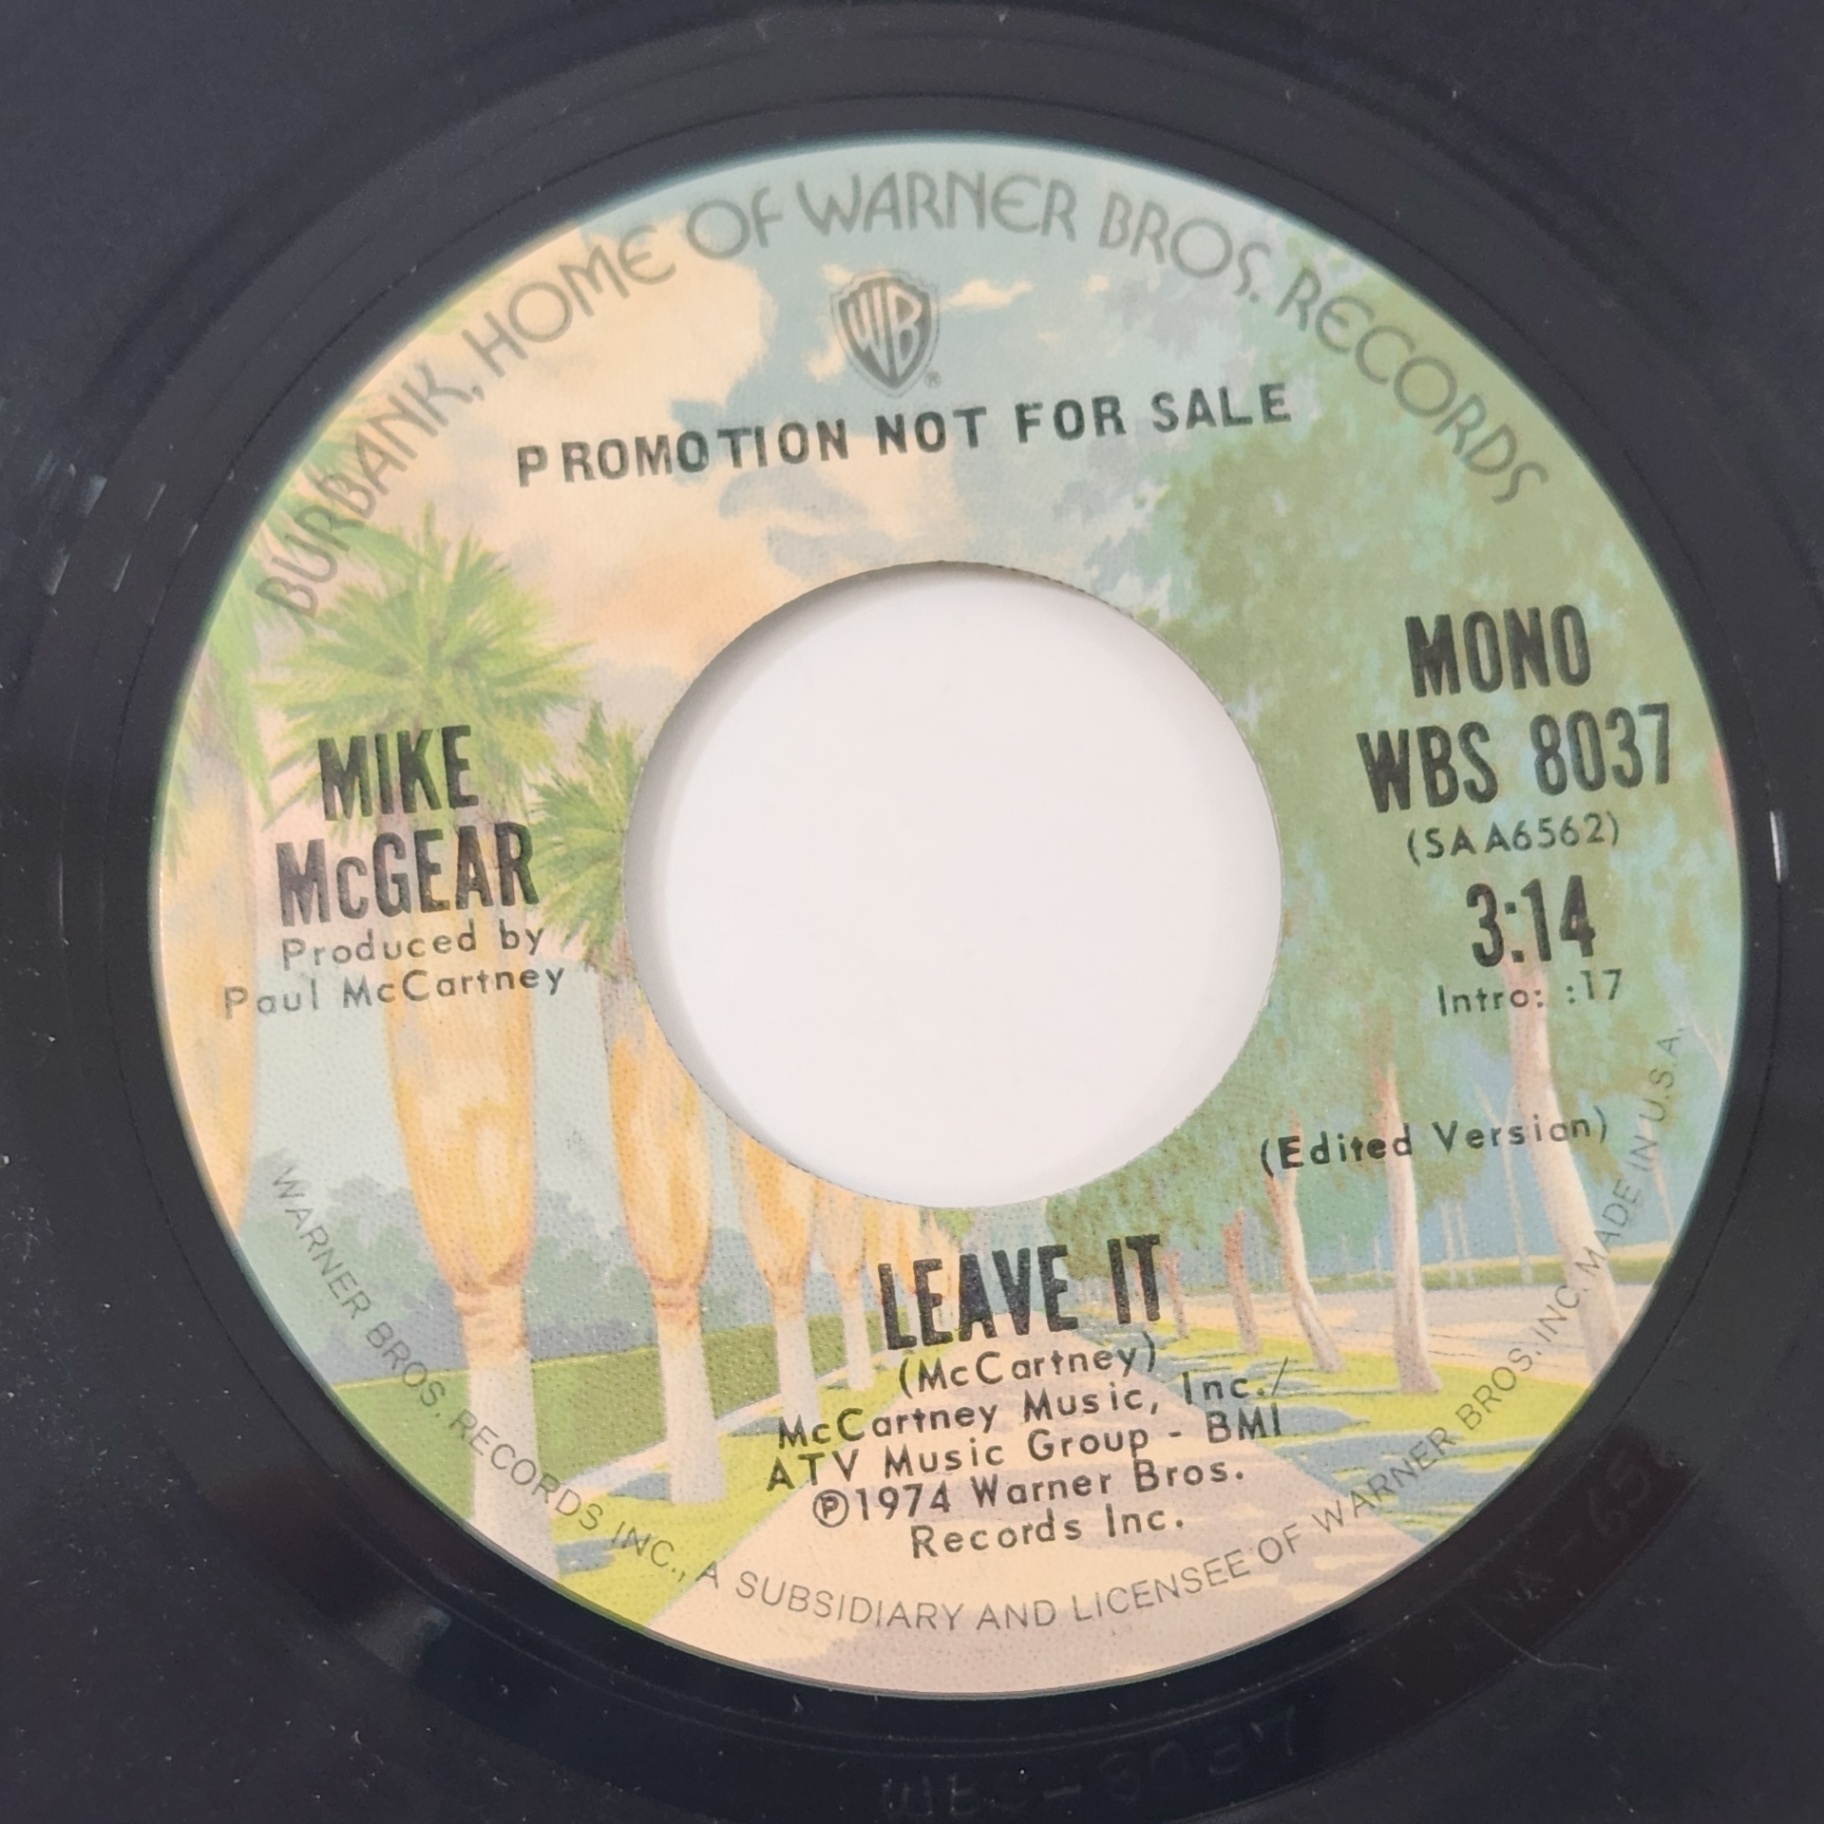 BURBANK, HOME OF WARNER BROS. RECORDS
WB
®
PROMOTION NOT FOR SALE
MIKE
McGEAR
Produced by
Paul McCartney
MONO
WBS 8037
(SAA6562)
3:14
Intro: :17
(Edited Version)
LEAVE IT
(McCartney)
McCartney Music, Inc./
ATV Music Group - BMI
℗1974 Warner Bros.
Records Inc.
WARNER BROS. RECORDS INC., A SUBSIDIARY AND LICENSEE OF WARNER BROS. INC. MADE IN U.S.A.